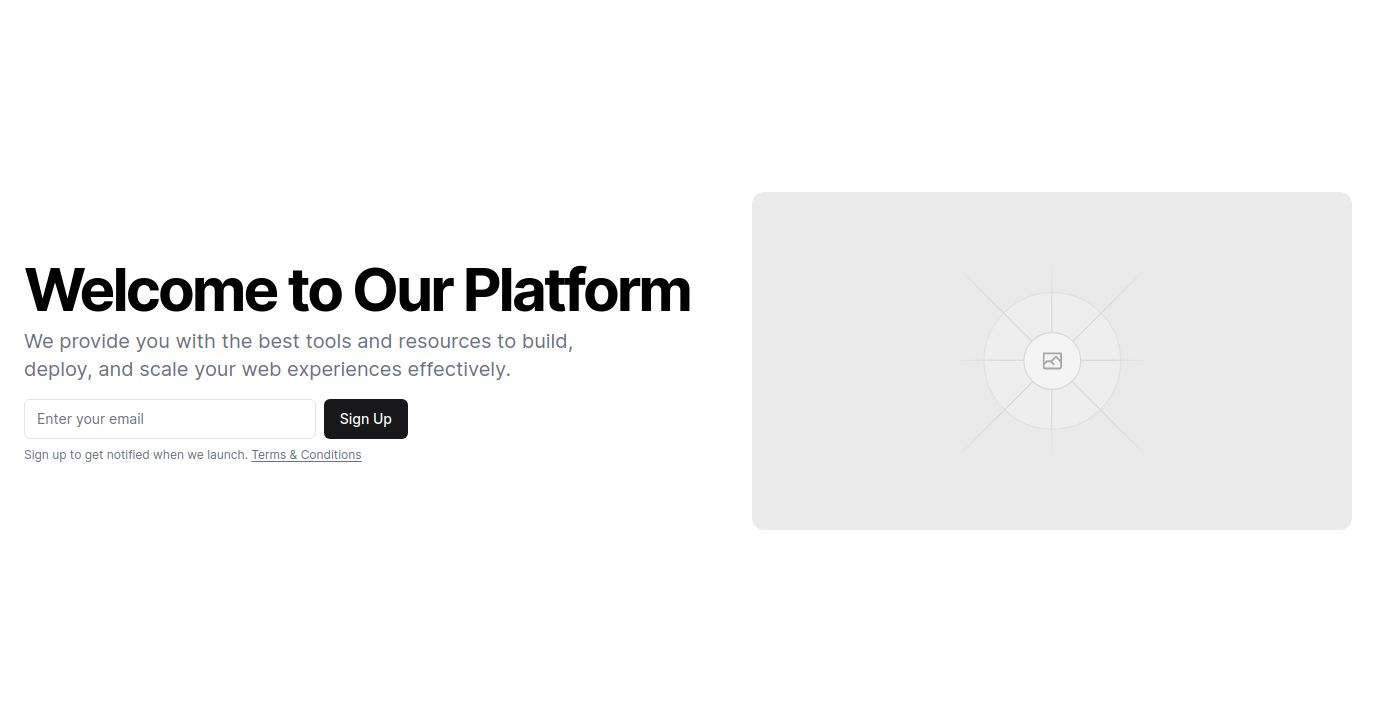 Welcome to Our Platform
We provide you with the best tools and resources to build,
deploy, and scale your web experiences effectively.
Enter your email
Sign Up
Sign up to get notified when we launch. Terms & Conditions